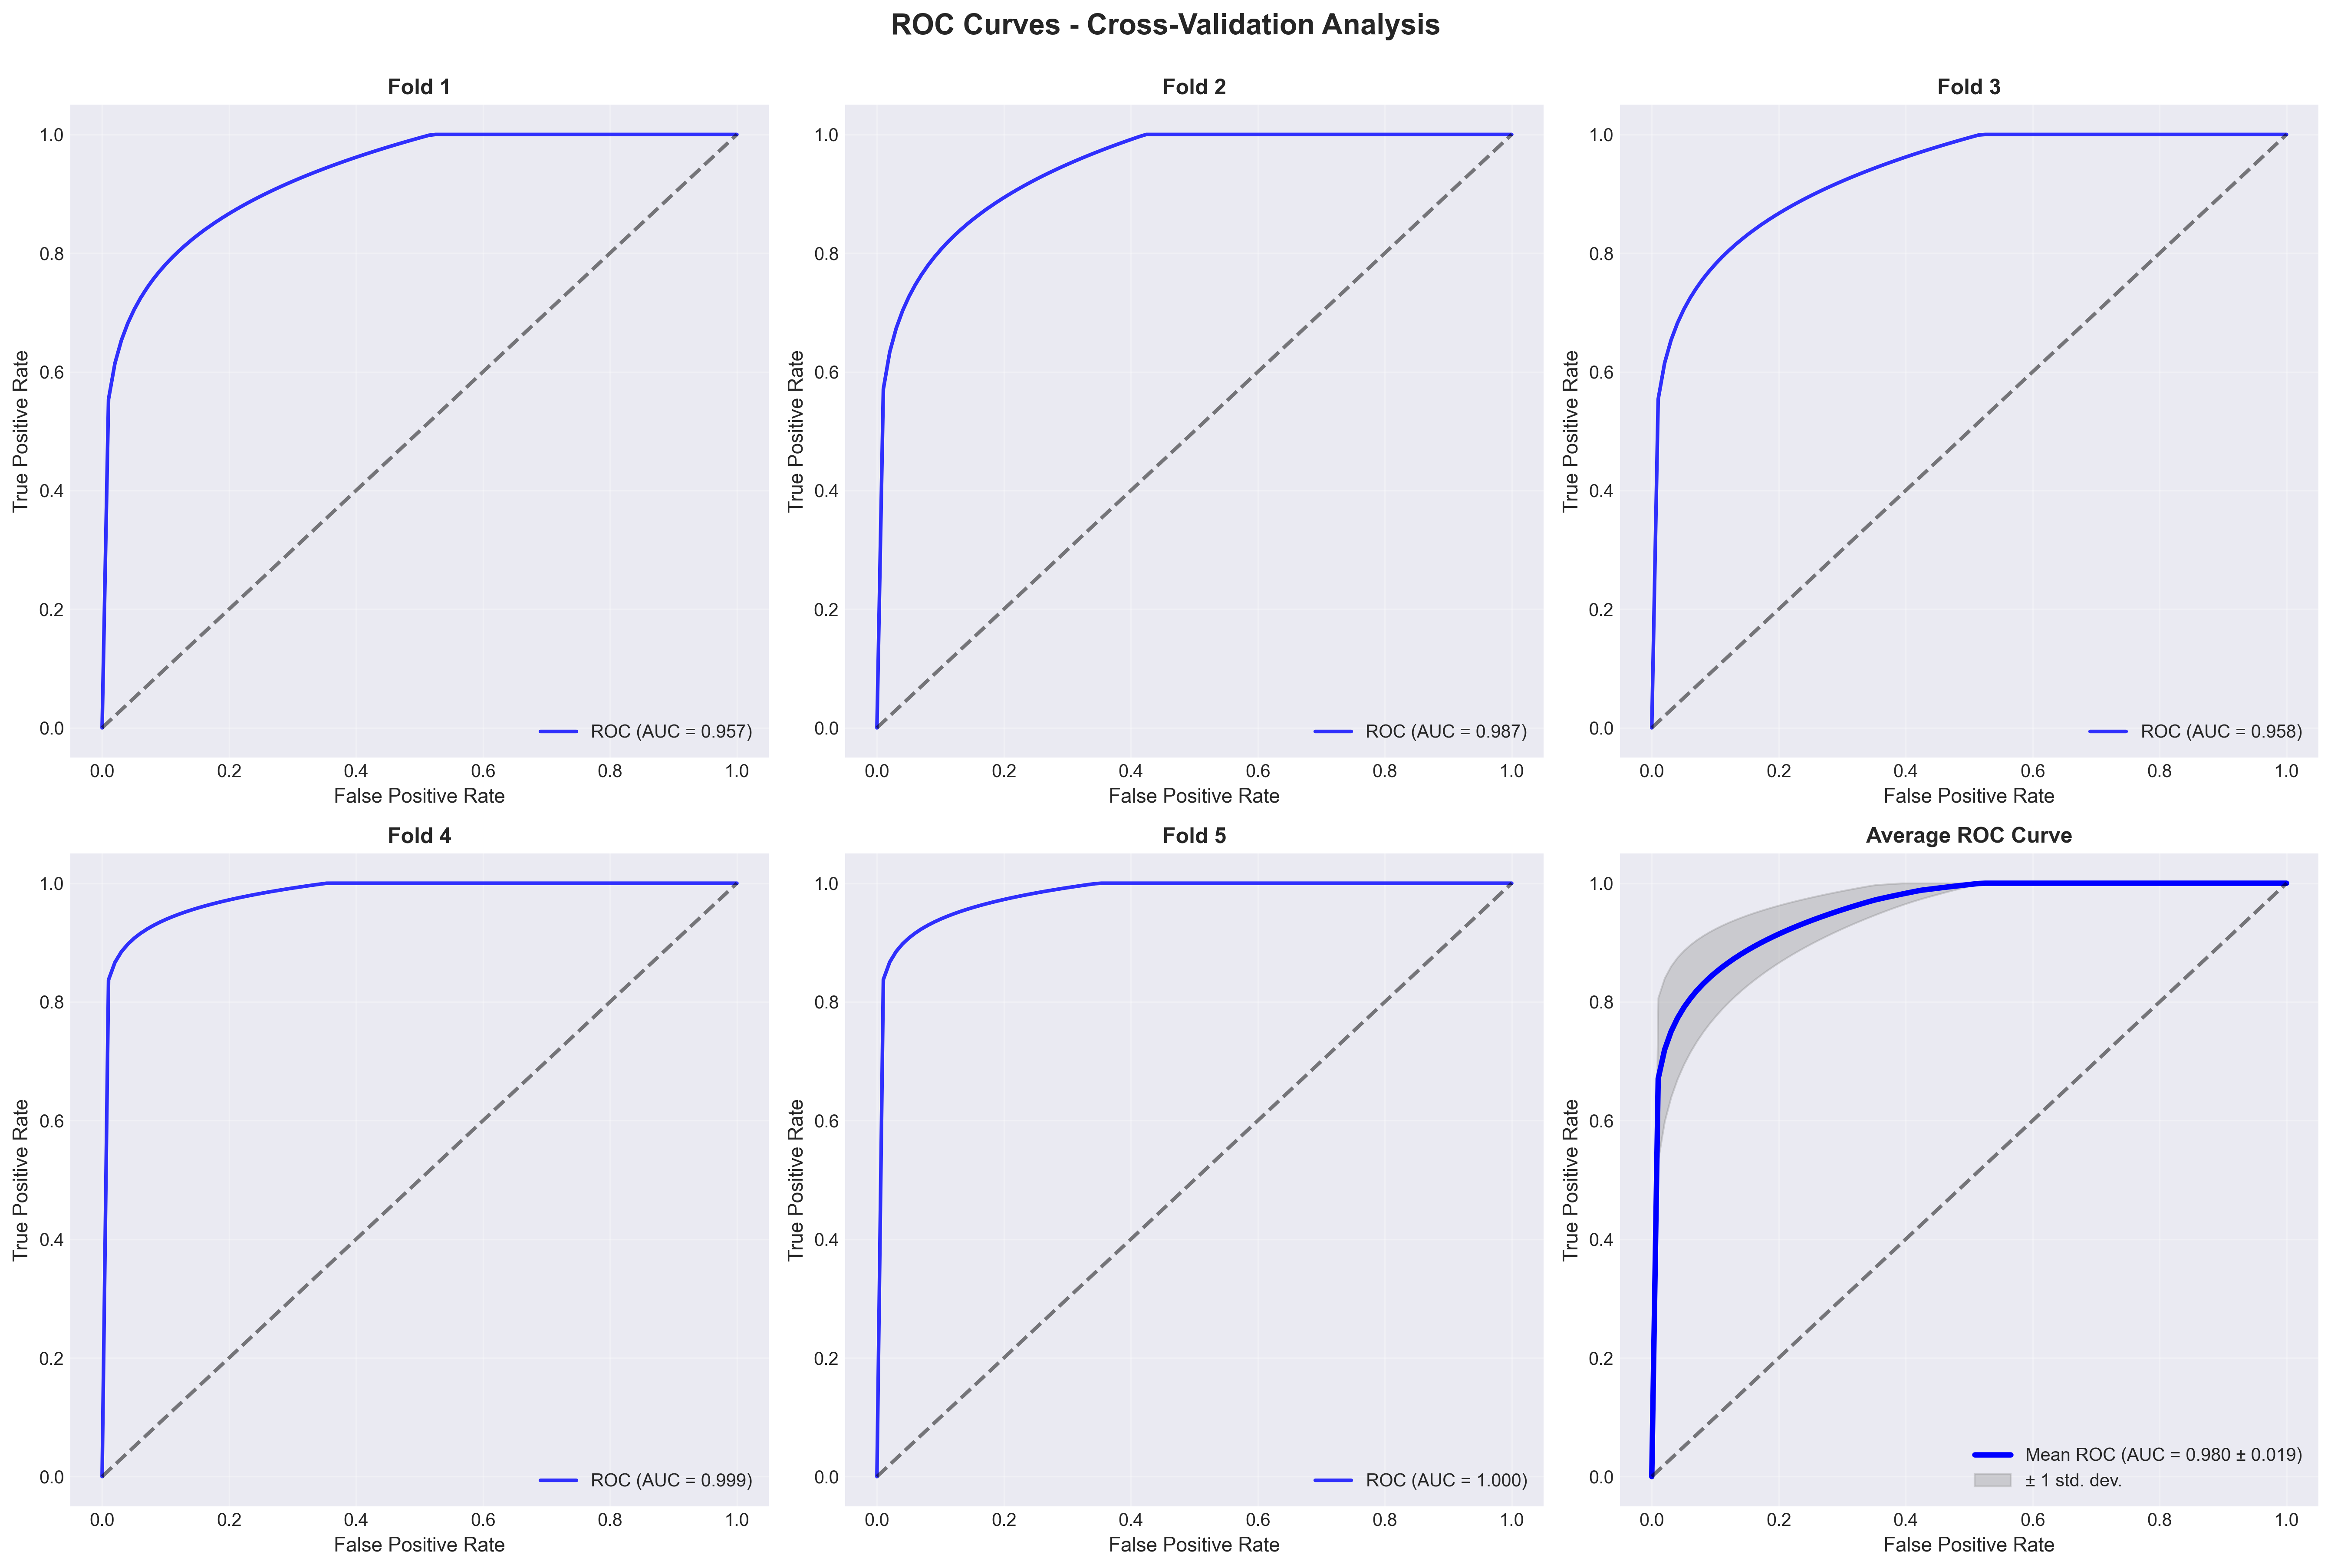 ROC Curves - Cross-Validation Analysis
Fold 1
1.0
0.8
0.6
0.4
0.2
0.0
True Positive Rate
ROC (AUC = 0.957)
0.0 0.2 0.4 0.6 0.8 1.0
False Positive Rate
Fold 2
1.0
0.8
0.6
0.4
0.2
0.0
True Positive Rate
ROC (AUC = 0.987)
0.0 0.2 0.4 0.6 0.8 1.0
False Positive Rate
Fold 3
1.0
0.8
0.6
0.4
0.2
0.0
True Positive Rate
ROC (AUC = 0.958)
0.0 0.2 0.4 0.6 0.8 1.0
False Positive Rate
Fold 4
1.0
0.8
0.6
0.4
0.2
0.0
True Positive Rate
ROC (AUC = 0.999)
0.0 0.2 0.4 0.6 0.8 1.0
False Positive Rate
Fold 5
1.0
0.8
0.6
0.4
0.2
0.0
True Positive Rate
ROC (AUC = 1.000)
0.0 0.2 0.4 0.6 0.8 1.0
False Positive Rate
Average ROC Curve
1.0
0.8
0.6
0.4
0.2
0.0
True Positive Rate
Mean ROC (AUC = 0.980 ± 0.019)
± 1 std. dev.
0.0 0.2 0.4 0.6 0.8 1.0
False Positive Rate